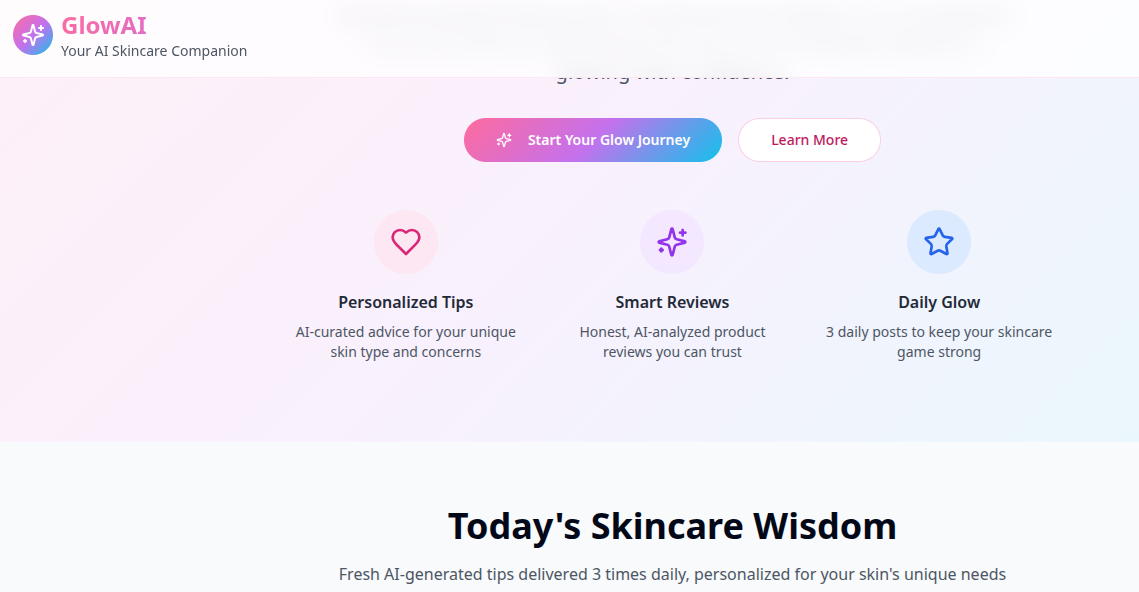 GlowAI
Your AI Skincare Companion
glowing with confidence.
Start Your Glow Journey
Learn More
Personalized Tips
AI-curated advice for your unique
skin type and concerns
Smart Reviews
Honest, AI-analyzed product
reviews you can trust
Daily Glow
3 daily posts to keep your skincare
game strong
Today's Skincare Wisdom
Fresh AI-generated tips delivered 3 times daily, personalized for your skin's unique needs